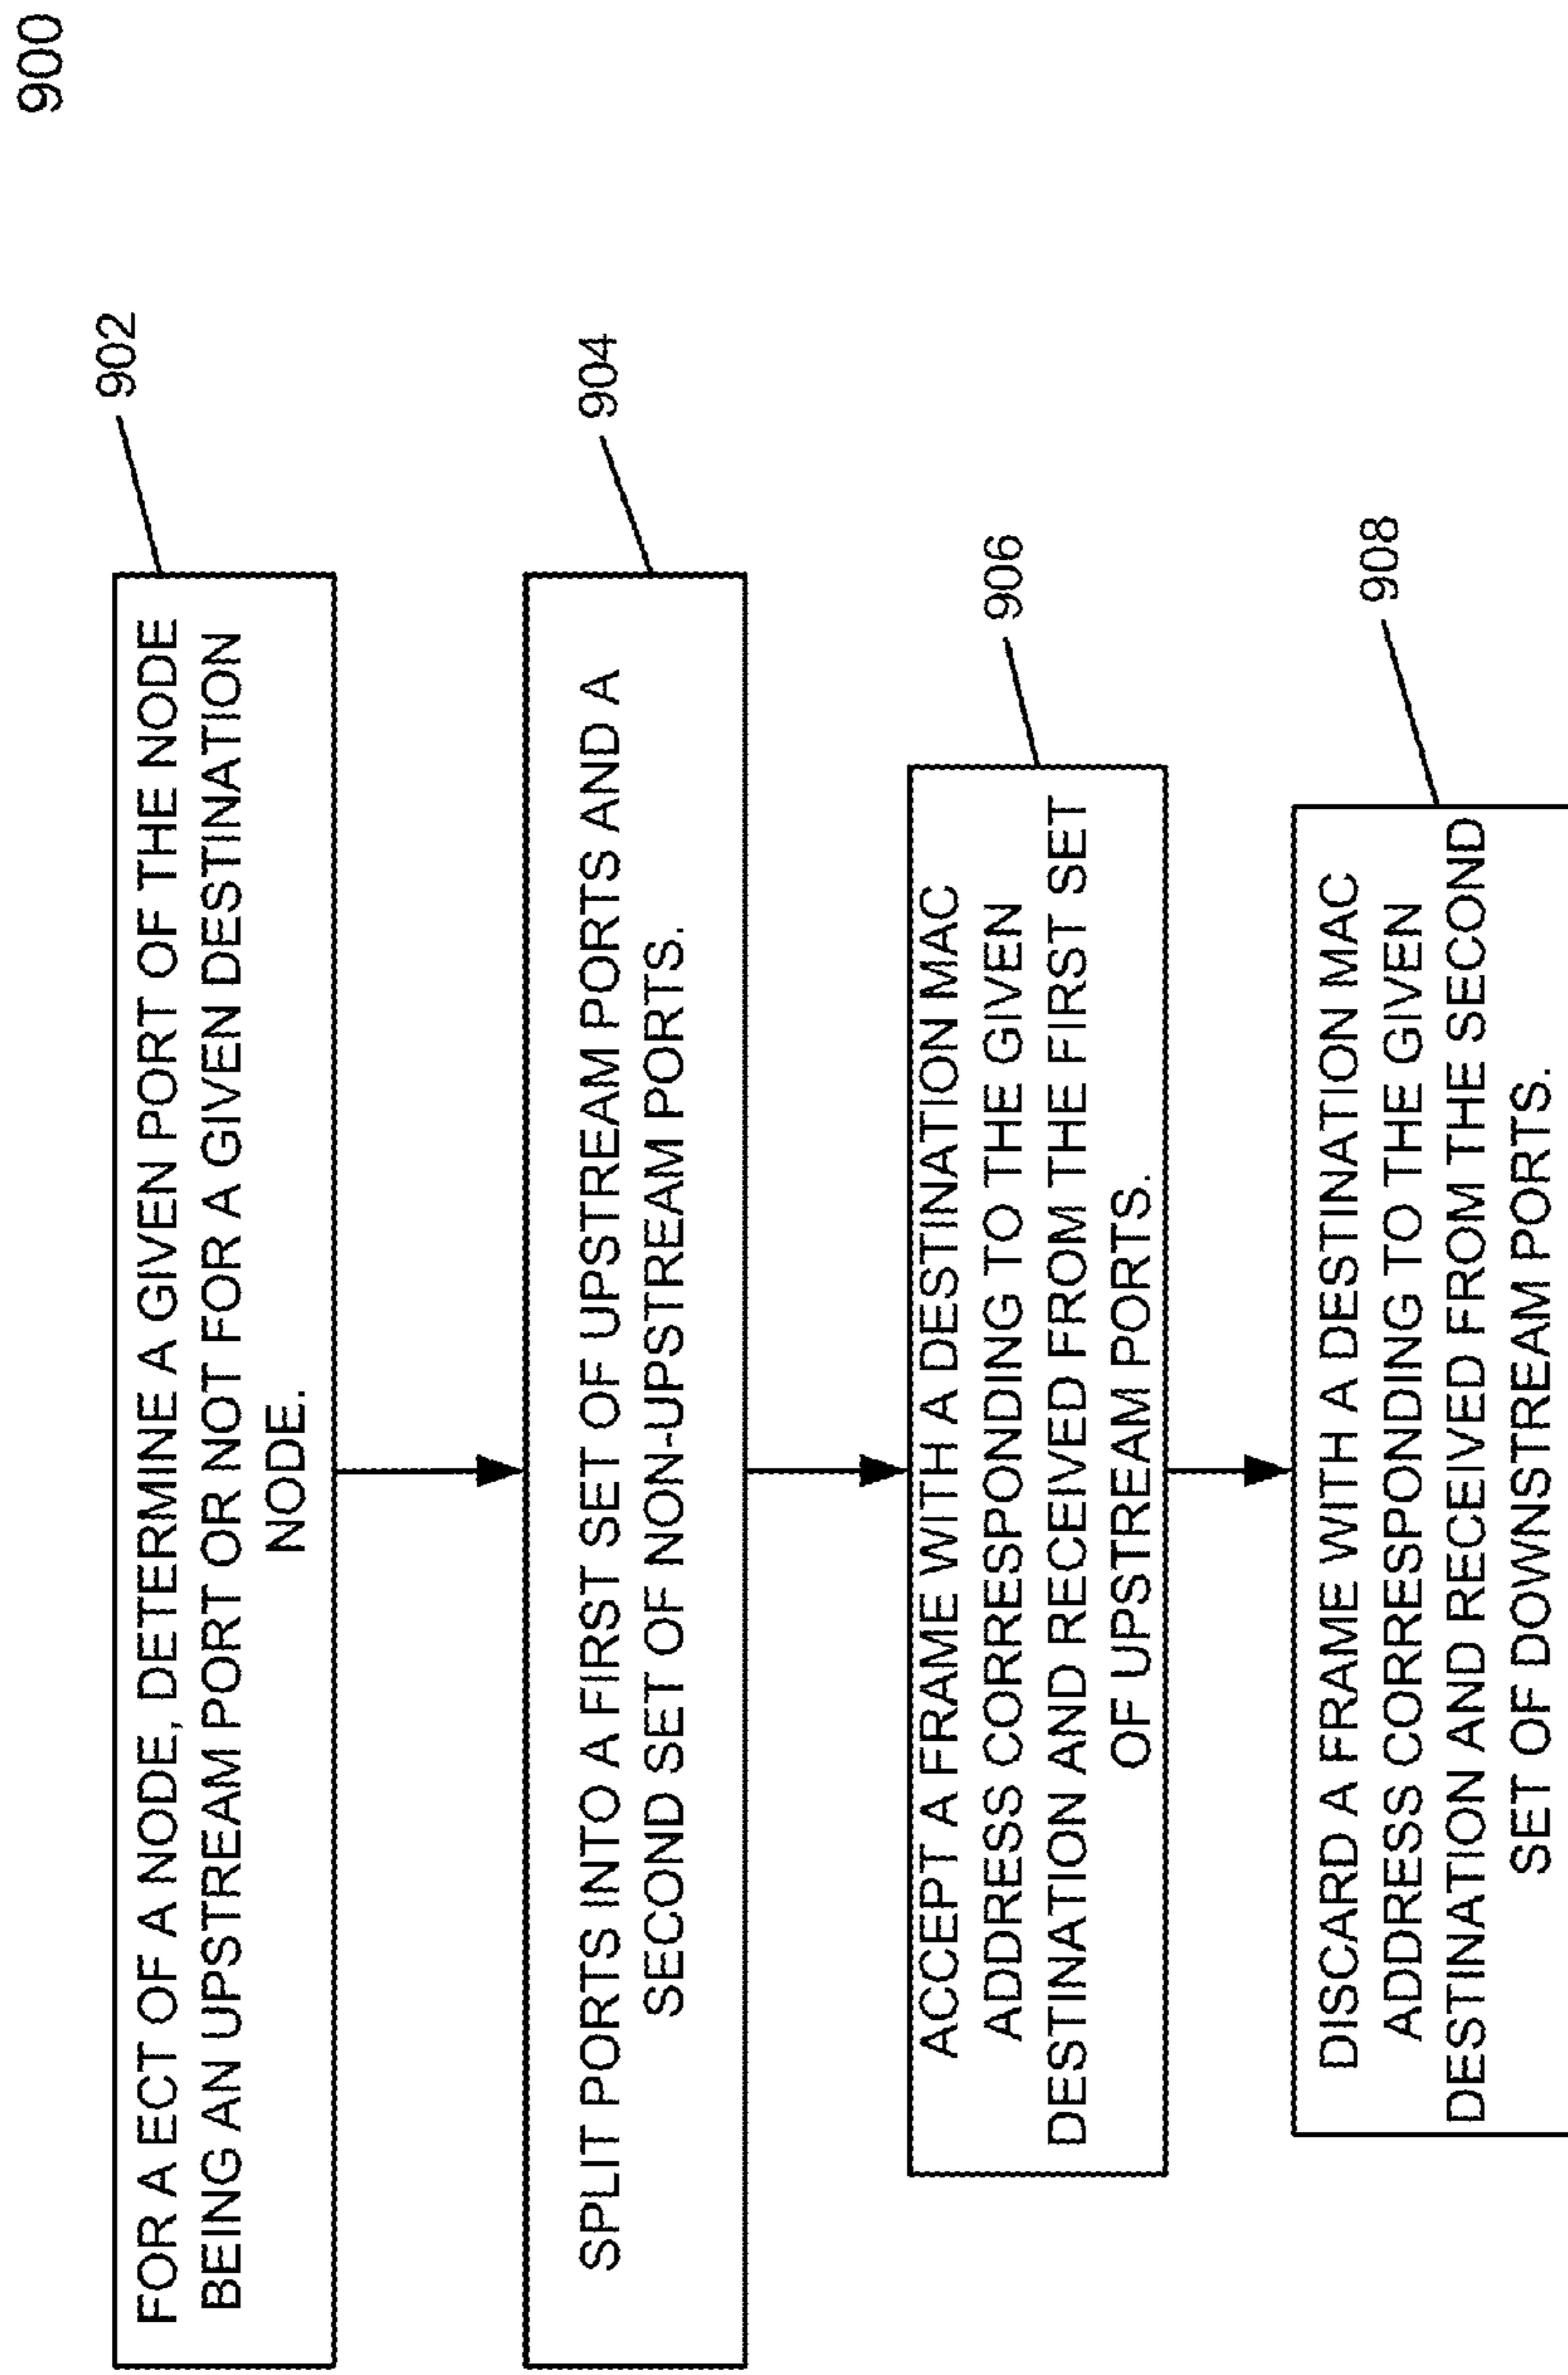 900
902
FOR A ECT OF A NODE, DETERMINE A GIVEN PORT OF THE NODE
BEING AN UPSTREAM PORT OR NOT FOR A GIVEN DESTINATION
NODE.
904
SPLIT PORTS INTO A FIRST SET OF UPSTREAM PORTS AND A
SECOND SET OF NON-UPSTREAM PORTS.
906
ACCEPT A FRAME WITH A DESTINATION MAC
ADDRESS CORRESPONDING TO THE GIVEN
DESTINATION AND RECEIVED FROM THE FIRST SET
OF UPSTREAM PORTS.
908
DISCARD A FRAME WITH A DESTINATION MAC
ADDRESS CORRESPONDING TO THE GIVEN
DESTINATION AND RECEIVED FROM THE SECOND
SET OF DOWNSTREAM PORTS.